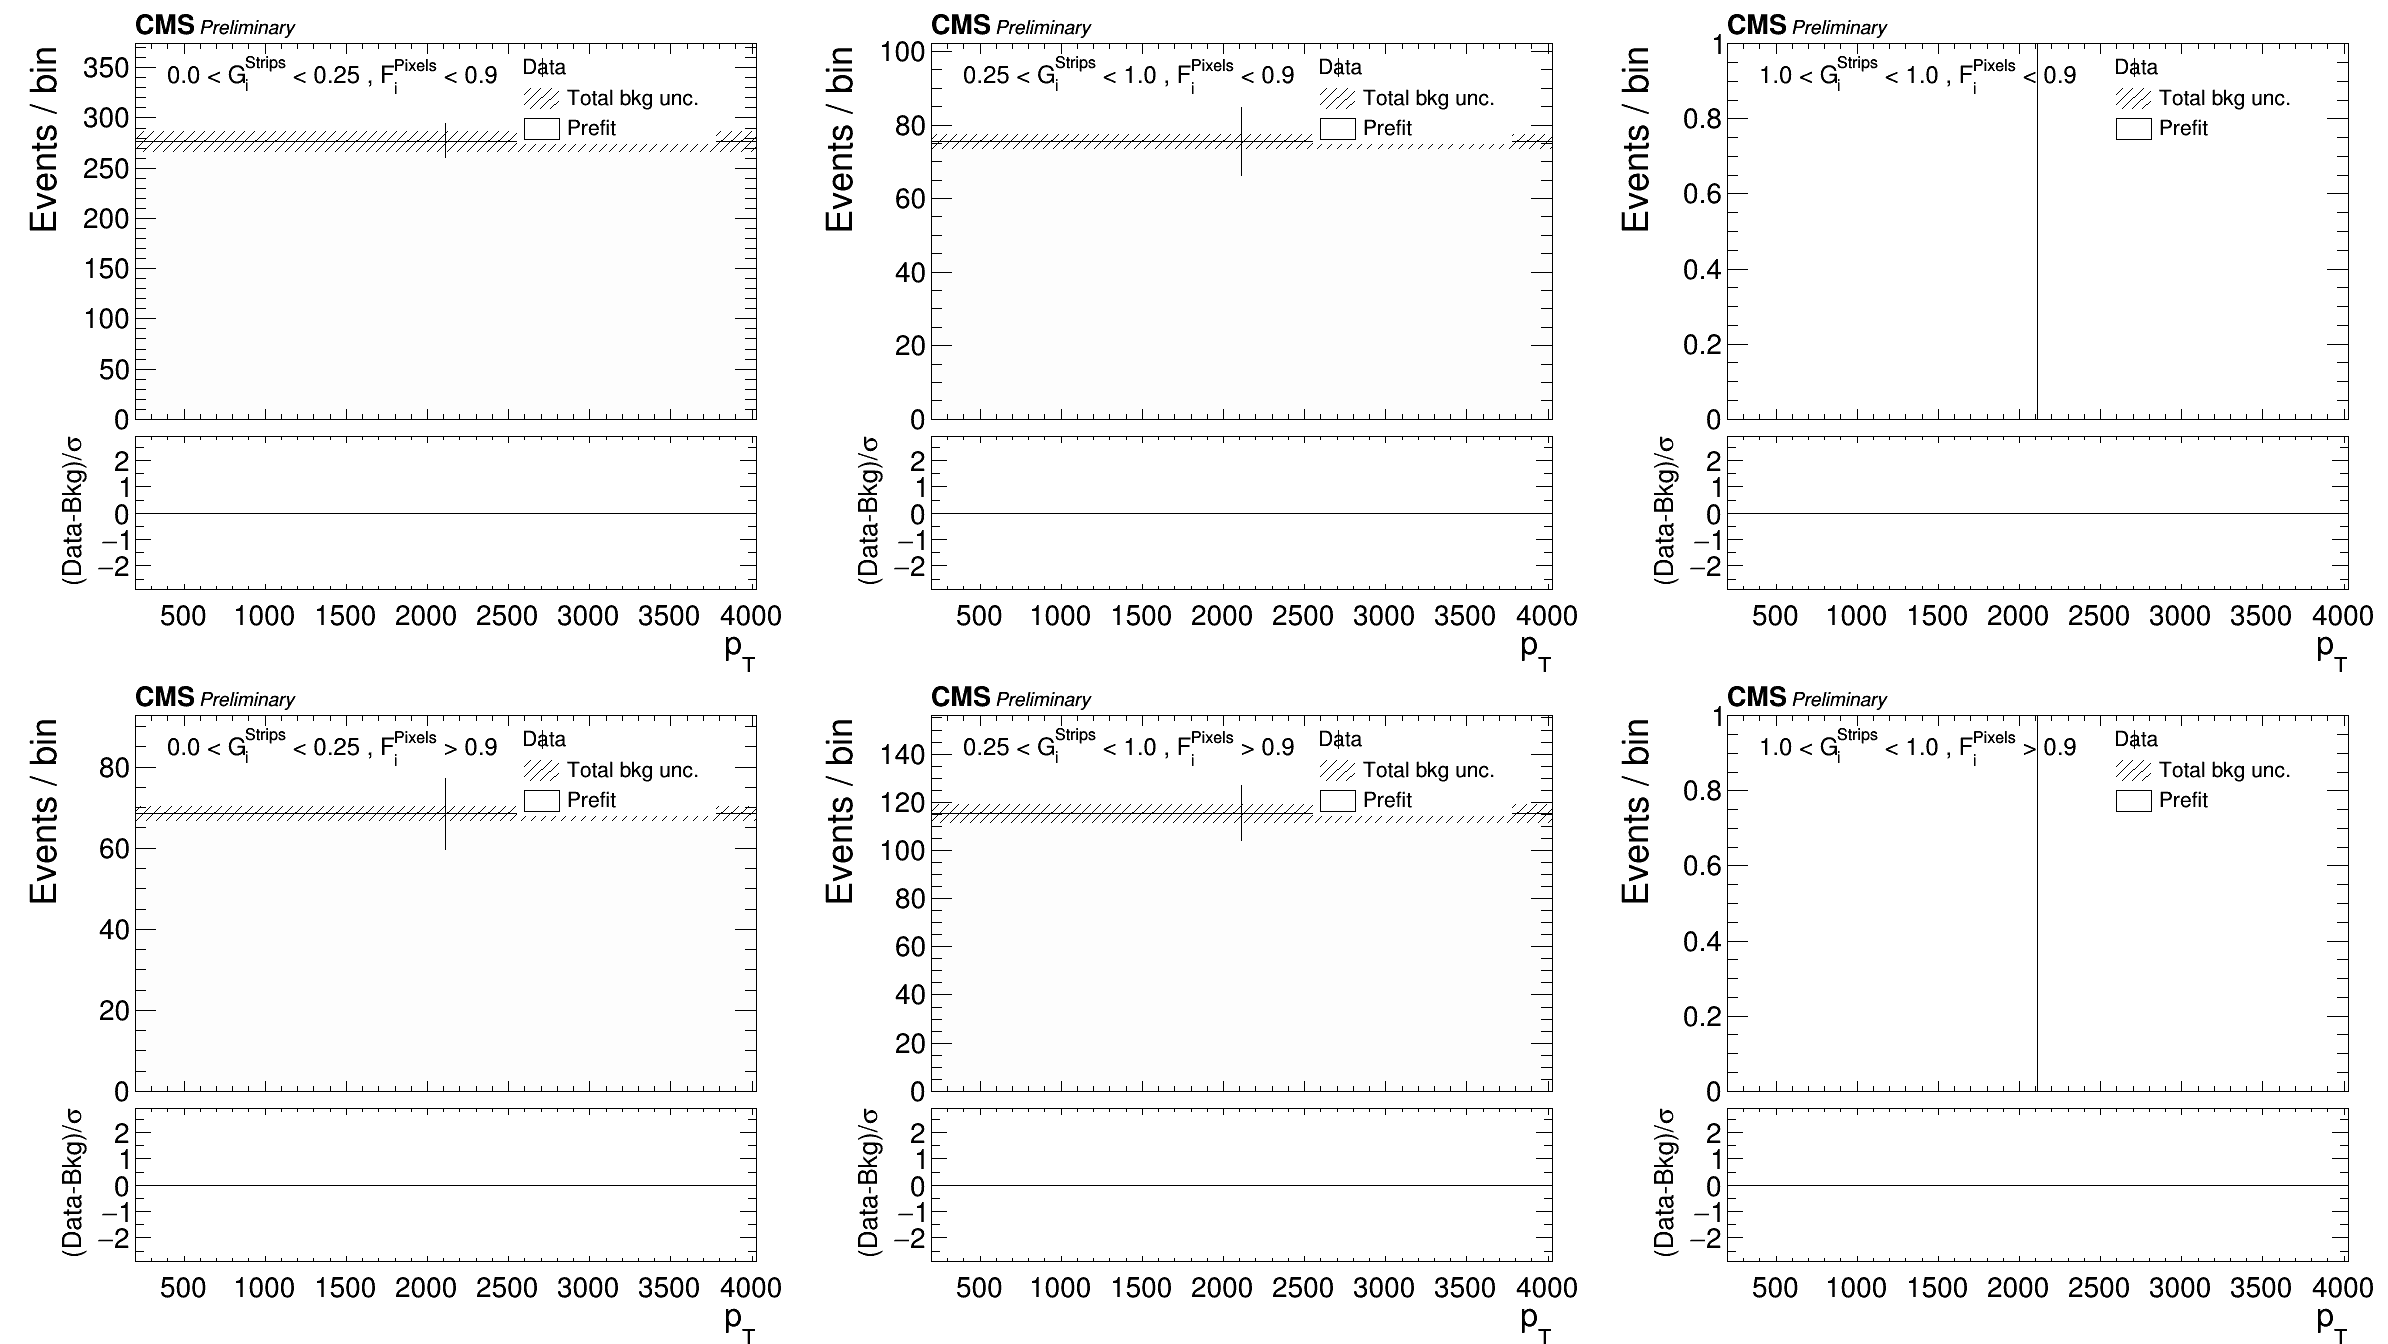 CMS Preliminary
Events / bin
0.0 < G_i^Strips < 0.25 , F_i^Pixels < 0.9
Data
Total bkg unc.
Prefit
350
300
250
200
150
100
50
0
(Data-Bkg)/σ
2
1
0
−1
−2
500 1000 1500 2000 2500 3000 3500 4000
p_T
CMS Preliminary
Events / bin
0.25 < G_i^Strips < 1.0 , F_i^Pixels < 0.9
Data
Total bkg unc.
Prefit
100
80
60
40
20
0
(Data-Bkg)/σ
2
1
0
−1
−2
500 1000 1500 2000 2500 3000 3500 4000
p_T
CMS Preliminary
Events / bin
1.0 < G_i^Strips < 1.0 , F_i^Pixels < 0.9
Data
Total bkg unc.
Prefit
1
0.8
0.6
0.4
0.2
0
(Data-Bkg)/σ
2
1
0
−1
−2
500 1000 1500 2000 2500 3000 3500 4000
p_T
CMS Preliminary
Events / bin
0.0 < G_i^Strips < 0.25 , F_i^Pixels > 0.9
Data
Total bkg unc.
Prefit
80
60
40
20
0
(Data-Bkg)/σ
2
1
0
−1
−2
500 1000 1500 2000 2500 3000 3500 4000
p_T
CMS Preliminary
Events / bin
0.25 < G_i^Strips < 1.0 , F_i^Pixels > 0.9
Data
Total bkg unc.
Prefit
140
120
100
80
60
40
20
0
(Data-Bkg)/σ
2
1
0
−1
−2
500 1000 1500 2000 2500 3000 3500 4000
p_T
CMS Preliminary
Events / bin
1.0 < G_i^Strips < 1.0 , F_i^Pixels > 0.9
Data
Total bkg unc.
Prefit
1
0.8
0.6
0.4
0.2
0
(Data-Bkg)/σ
2
1
0
−1
−2
500 1000 1500 2000 2500 3000 3500 4000
p_T